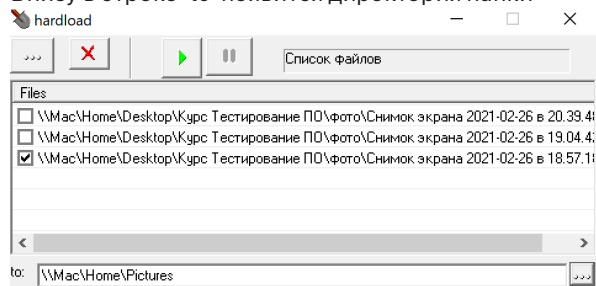 hardload
...
Список файлов
Files
\\Mac\Home\Desktop\Курс Тестирование ПО\фото\Снимок экрана 2021-02-26 в 20.39.4
\\Mac\Home\Desktop\Курс Тестирование ПО\фото\Снимок экрана 2021-02-26 в 19.04.4
\\Mac\Home\Desktop\Курс Тестирование ПО\фото\Снимок экрана 2021-02-26 в 18.57.1
to: \\Mac\Home\Pictures ...